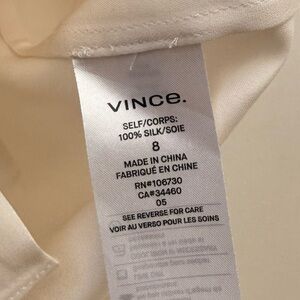 VINCE.
SELF/CORPS:
100% SILK/SOIE
8
MADE IN CHINA
FABRIQUÉ EN CHINE
RN#106730
CA#34460
05
SEE REVERSE FOR CARE
VOIR AU VERSO POUR LES SOINS